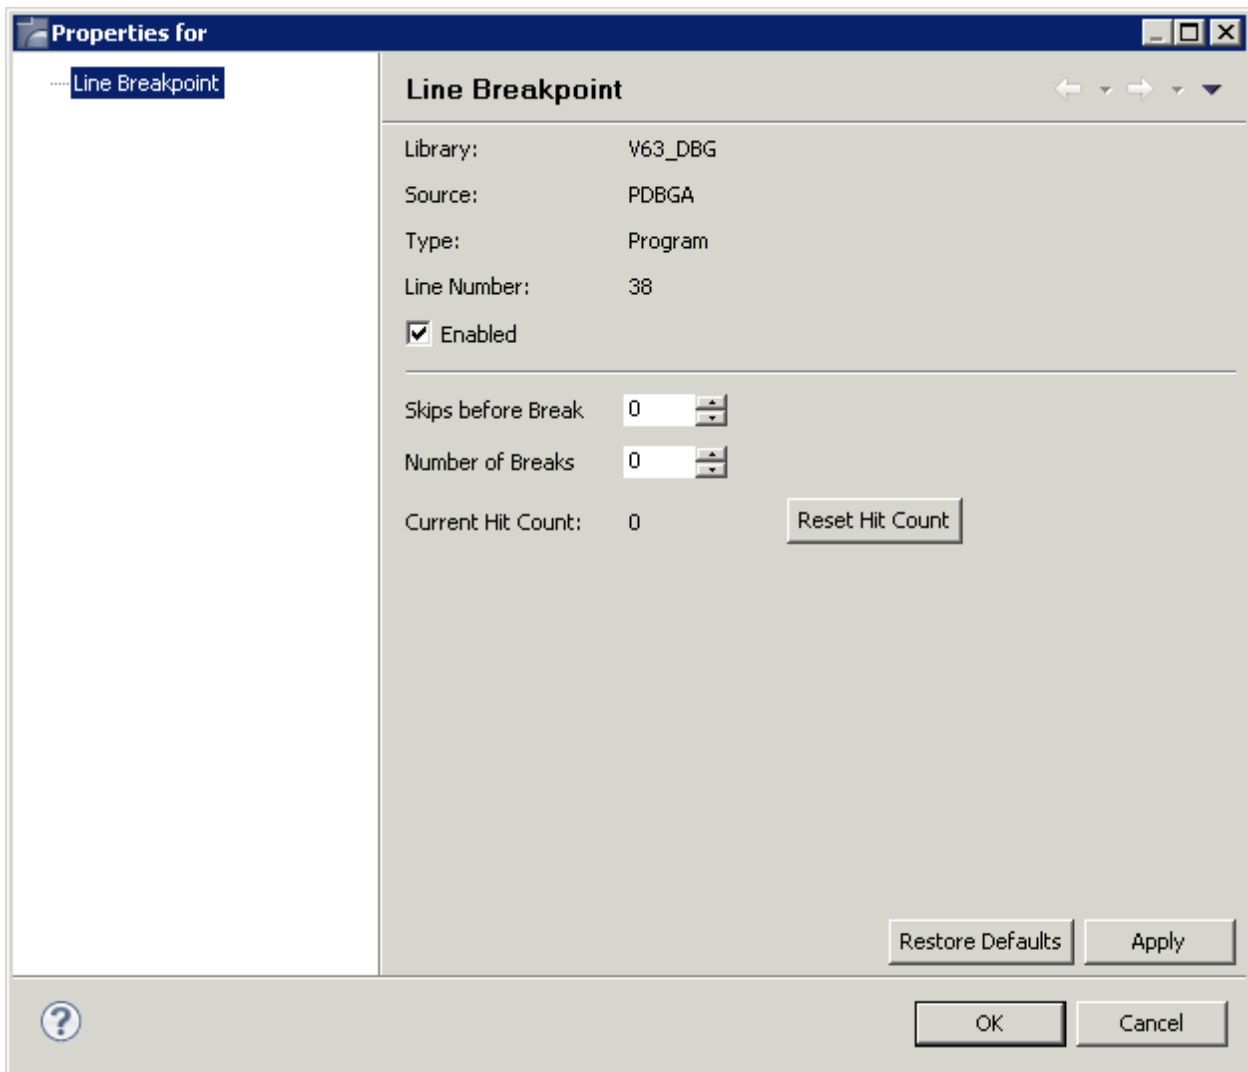 Properties for
Line Breakpoint
Line Breakpoint
Library: V63_DBG
Source: PDBGA
Type: Program
Line Number: 38
Enabled
Skips before Break 0
Number of Breaks 0
Current Hit Count: 0 Reset Hit Count
Restore Defaults Apply
? OK Cancel